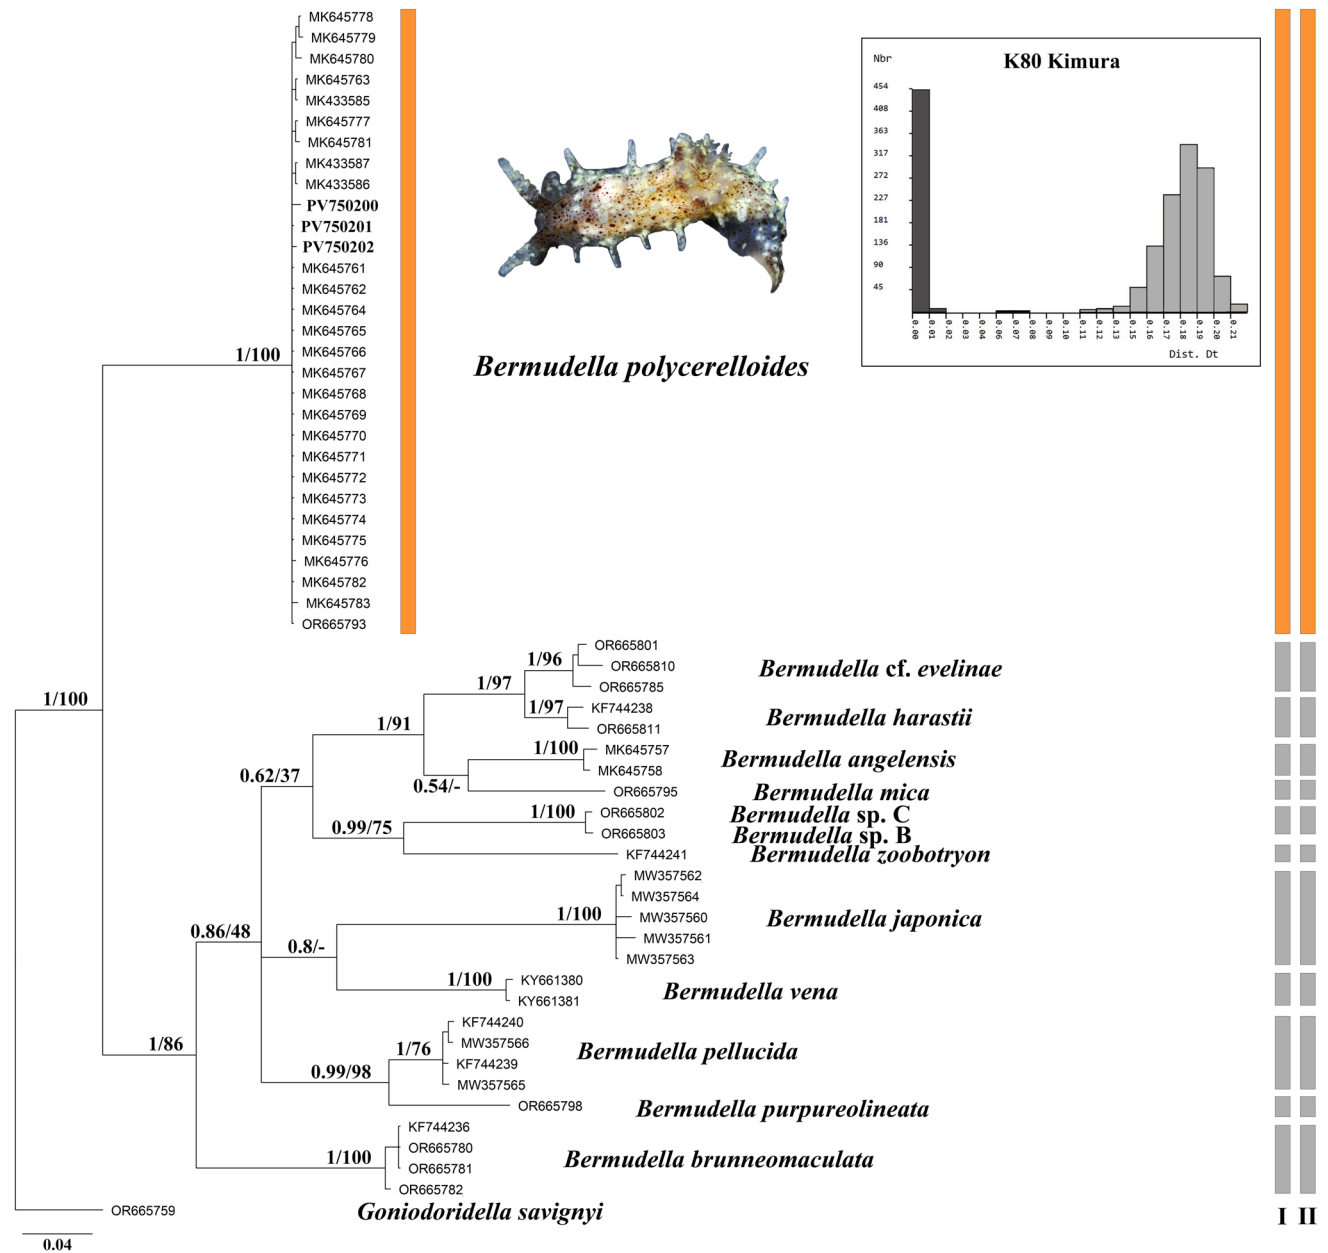 MK645778
MK645779
MK645780
MK645763
MK433585
MK645777
MK645781
MK433587
MK433586
PV750200
PV750201
PV750202
MK645761
MK645762
MK645764
MK645765
MK645766
MK645767
MK645768
MK645769
MK645770
MK645771
MK645772
MK645773
MK645774
MK645775
MK645776
MK645782
MK645783
OR665793
1/100
Bermudella polycerelloides
K80 Kimura
Nbr
454
408
363
317
272
227
181
136
90
45
0.00
0.01
0.02
0.03
0.04
0.06
0.07
0.08
0.09
0.10
0.11
0.12
0.13
0.15
0.16
0.17
0.18
0.19
0.20
0.21
Dist. Dt
1/100
OR665801
OR665810
OR665785
1/96
Bermudella cf. evelinae
1/97
KF744238
OR665811
1/97
Bermudella harastii
1/91
MK645757
MK645758
1/100
Bermudella angelensis
0.54/-
OR665795
Bermudella mica
0.62/37
OR665802
OR665803
1/100
Bermudella sp. C
Bermudella sp. B
0.99/75
KF744241
Bermudella zoobotryon
MW357562
MW357564
MW357560
MW357561
MW357563
1/100
Bermudella japonica
0.86/48
0.8/-
KY661380
KY661381
1/100
Bermudella vena
KF744240
MW357566
KF744239
MW357565
1/76
Bermudella pellucida
1/86
0.99/98
OR665798
Bermudella purpureolineata
KF744236
OR665780
OR665781
OR665782
1/100
Bermudella brunneomaculata
OR665759
Goniodoridella savignyi
I II
0.04